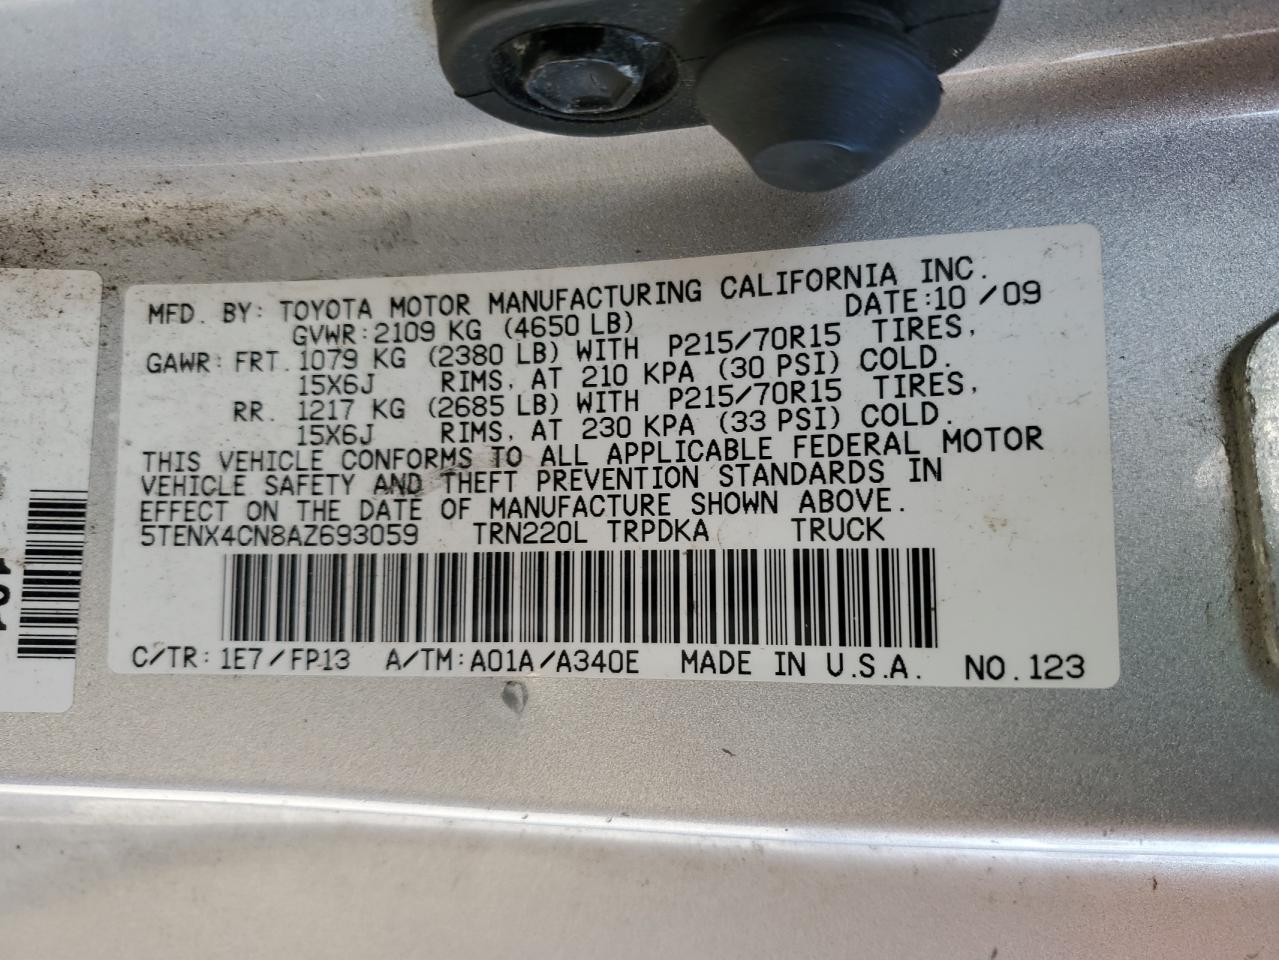 MFD. BY: TOYOTA MOTOR MANUFACTURING CALIFORNIA INC.
GVWR:2109 KG (4650 LB) DATE:10 /09
GAWR: FRT. 1079 KG (2380 LB) WITH P215/70R15 TIRES,
15X6J RIMS, AT 210 KPA (30 PSI) COLD.
RR. 1217 KG (2685 LB) WITH P215/70R15 TIRES,
15X6J RIMS, AT 230 KPA (33 PSI) COLD.
THIS VEHICLE CONFORMS TO ALL APPLICABLE FEDERAL MOTOR
VEHICLE SAFETY AND THEFT PREVENTION STANDARDS IN
EFFECT ON THE DATE OF MANUFACTURE SHOWN ABOVE.
5TENX4CN8AZ693059 TRN220L TRPDKA TRUCK
C/TR: 1E7/FP13 A/TM:A01A/A340E MADE IN U.S.A. NO.123